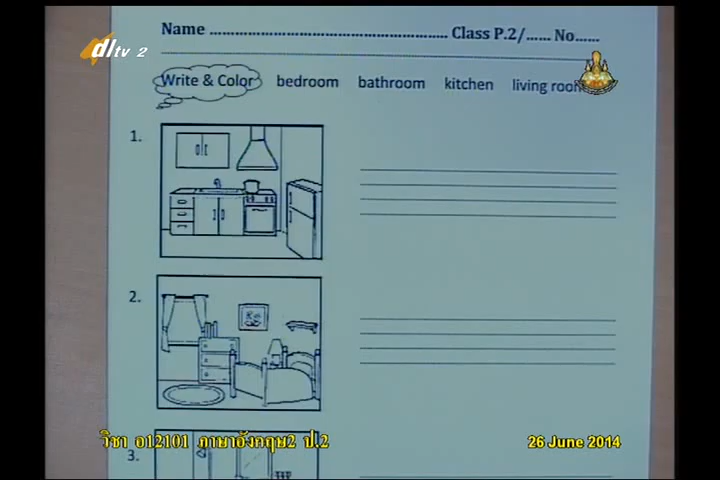 dltv 2
Name ........................................................ Class P.2/...... No......
Write & Color bedroom bathroom kitchen living room
1.
2.
3.
วิชา อ12101 ภาษาอังกฤษ2 ป.2
26 June 2014